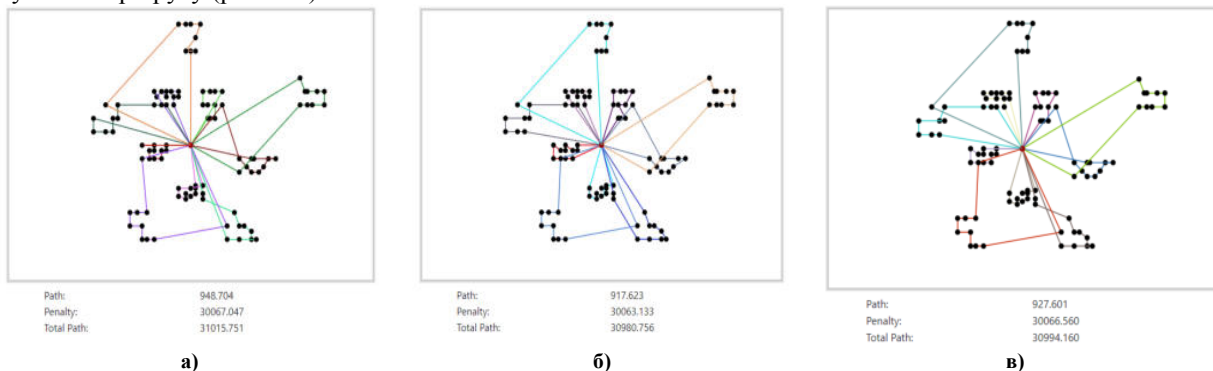 Path: 948.704
Penalty: 30067.047
Total Path: 31015.751
а)
Path: 917.623
Penalty: 30063.133
Total Path: 30980.756
б)
Path: 927.601
Penalty: 30066.560
Total Path: 30994.160
в)